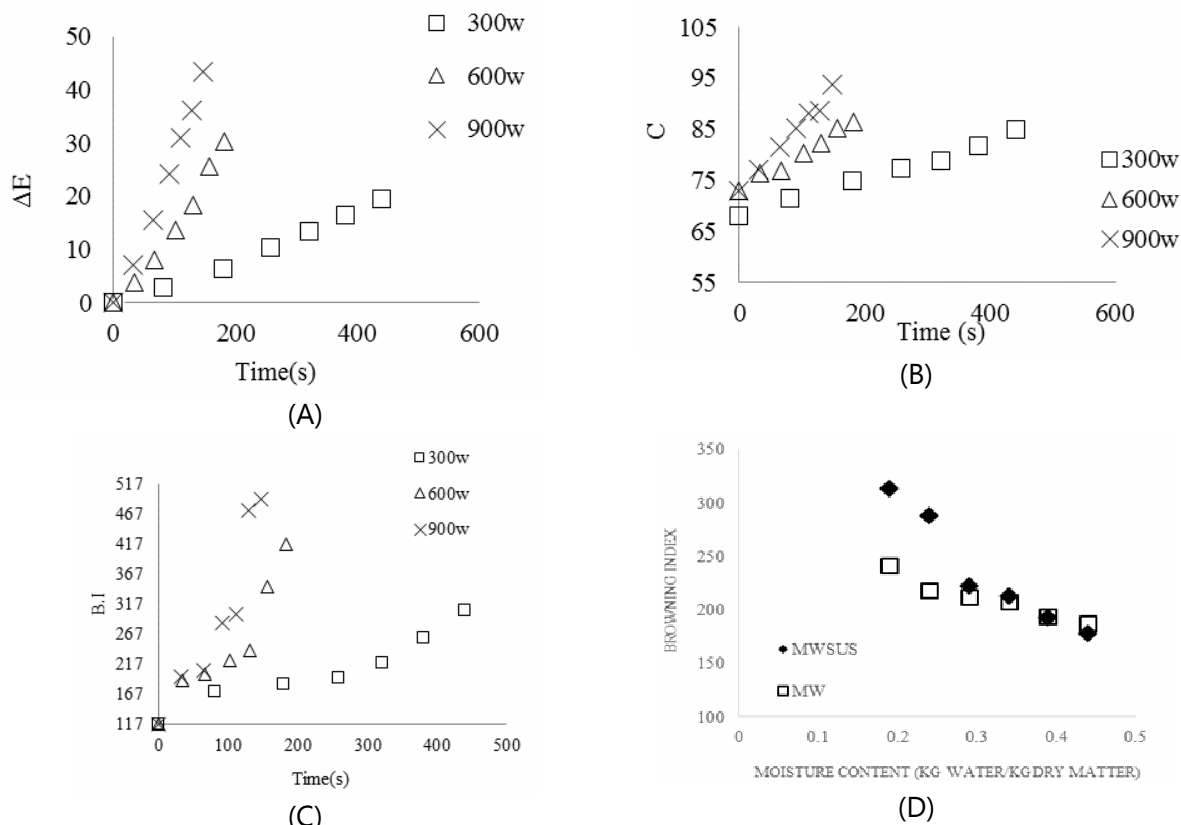 50
40
30
20
10
0
ΔE
0 200 400 600
Time(s)
300w
600w
900w
(A)
105
95
85
75
65
55
C
0 200 400 600
Time (s)
300w
600w
900w
(B)
517
467
417
367
317
267
217
167
117
B.I
0 100 200 300 400 500
Time(s)
300w
600w
900w
(C)
350
300
250
200
150
100
BROWNING INDEX
MWSUS
MW
0 0.1 0.2 0.3 0.4 0.5
MOISTURE CONTENT (KG WATER/KG DRY MATTER)
(D)